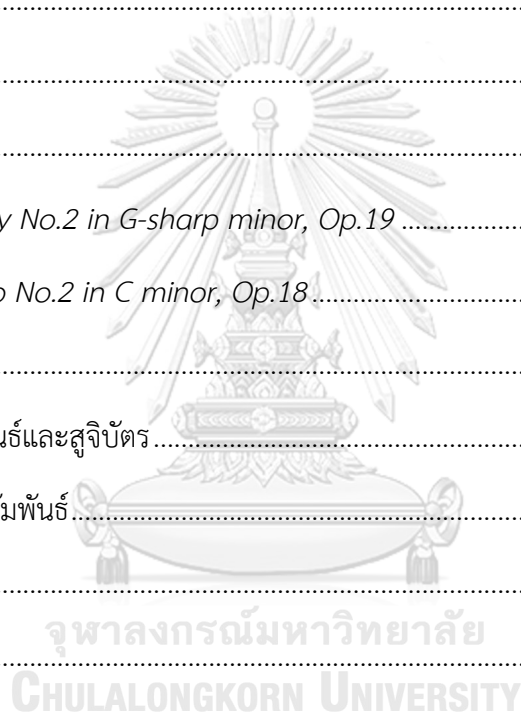 ................................................................
................................................................
................................................................
y No.2 in G-sharp minor, Op.19 ..................
o No.2 in C minor, Op.18 ................................
................................................................
นธ์และสูจิบัตร ................................................
ัมพันธ์ ............................................................
................................................................
จุฬาลงกรณ์มหาวิทยาลัย
................................................................
CHULALONGKORN UNIVERSITY